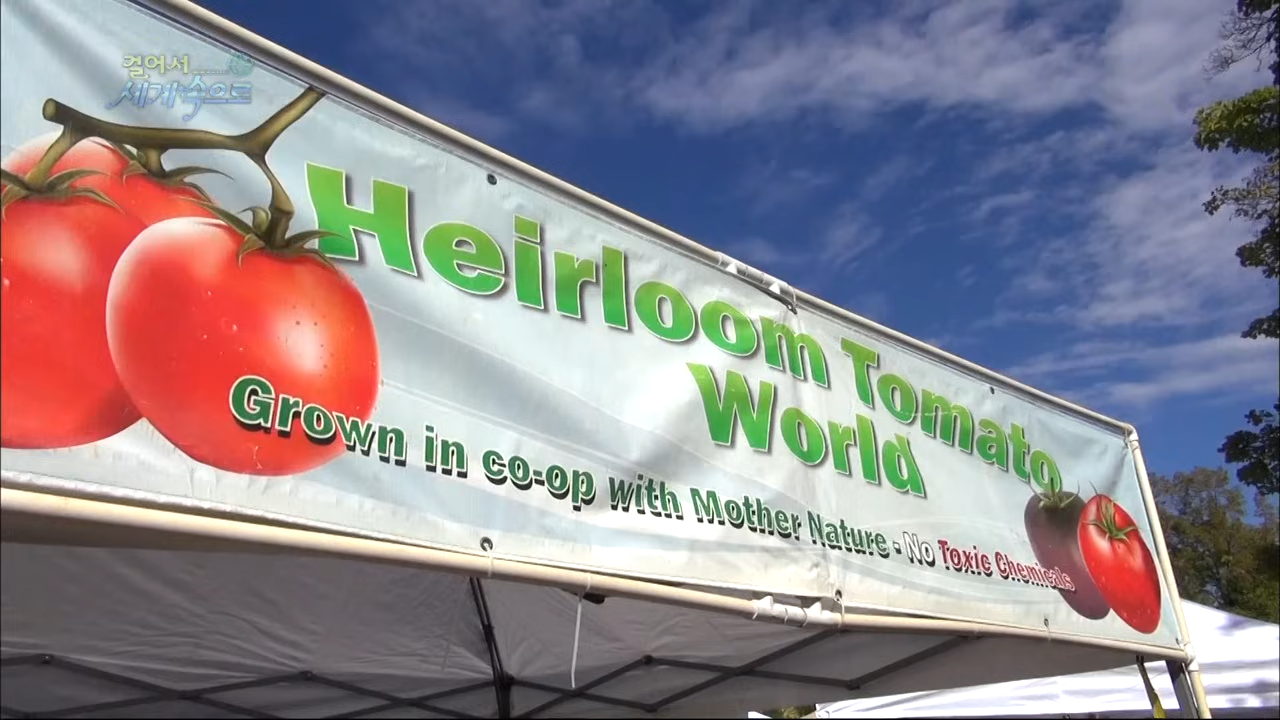 걸어서
세계 속으로
Heirloom Tomato
World
Grown in co-op with Mother Nature - No Toxic Chemicals